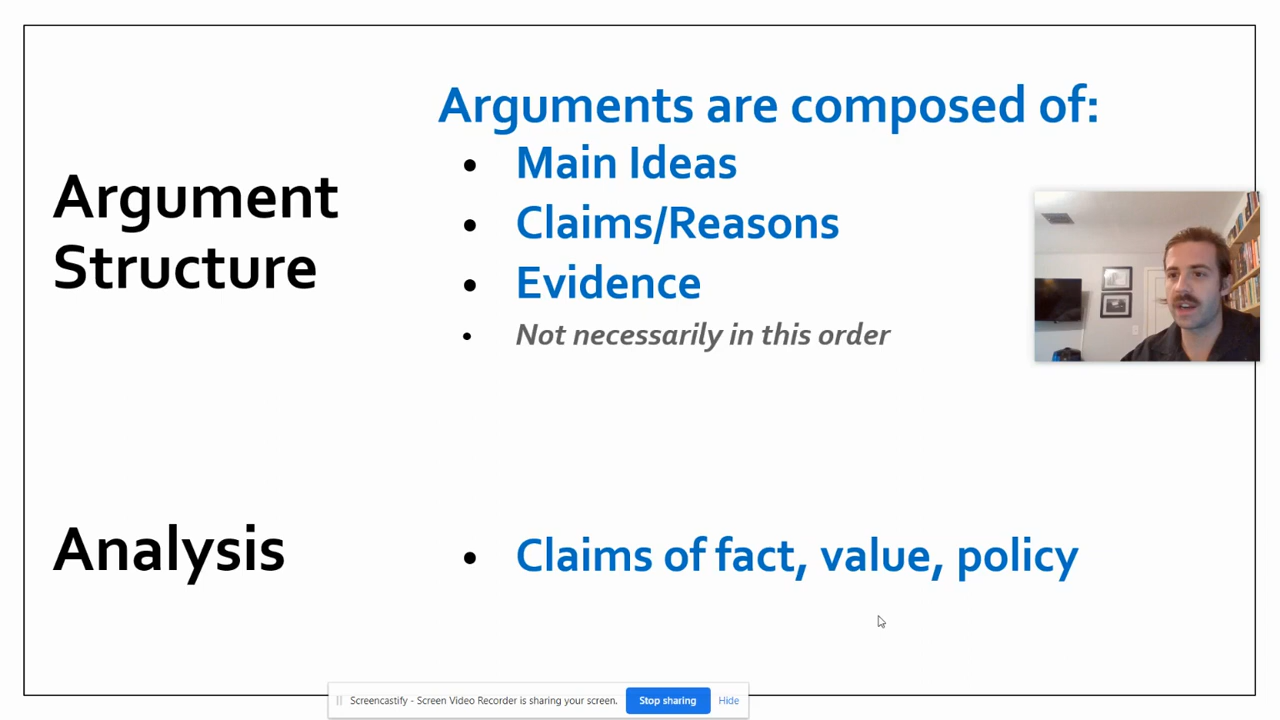 Argument
Structure
Arguments are composed of:
• Main Ideas
• Claims/Reasons
• Evidence
• Not necessarily in this order
Analysis
• Claims of fact, value, policy
Screencastify - Screen Video Recorder is sharing your screen. Stop sharing Hide